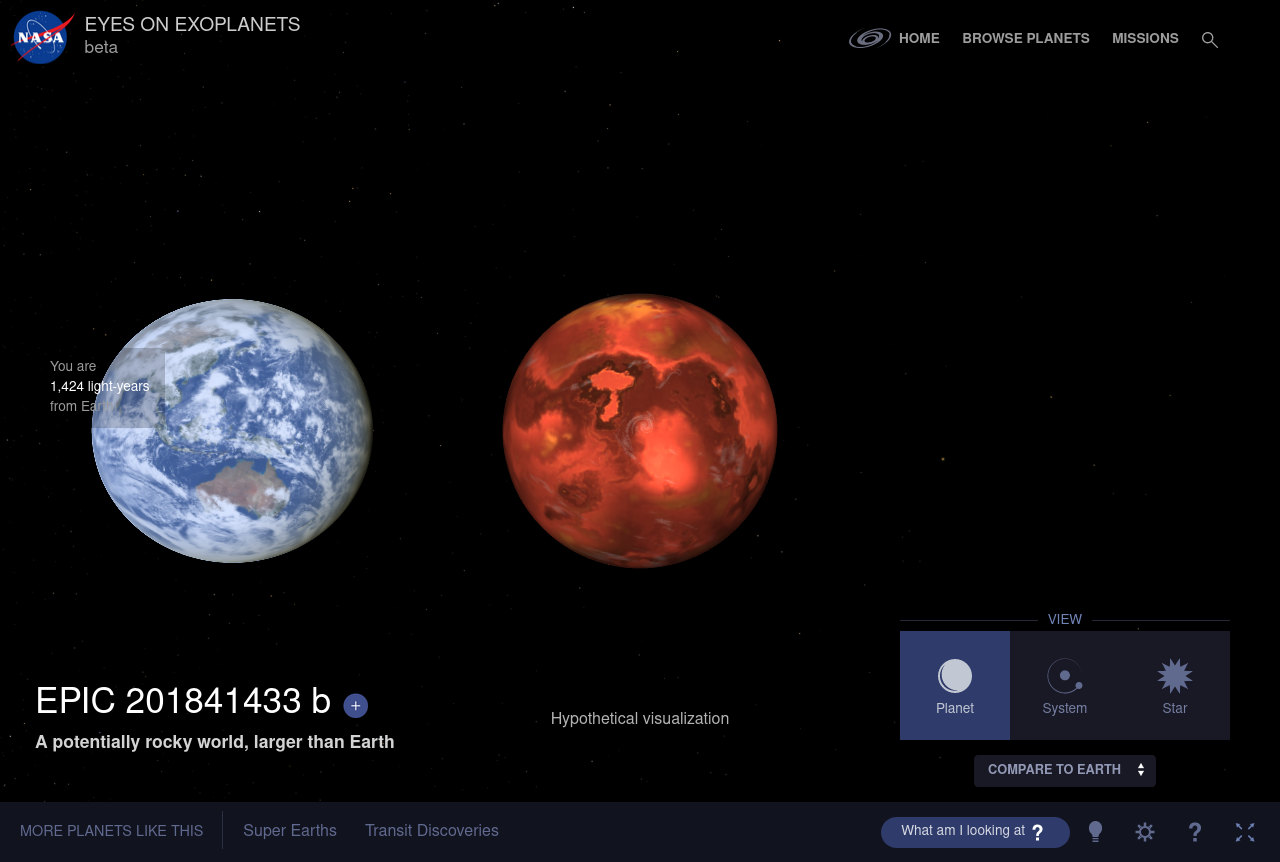 NASA
EYES ON EXOPLANETS
beta
HOME
BROWSE PLANETS
MISSIONS
You are
1,424 light-years
from Earth
VIEW
Planet
System
Star
COMPARE TO EARTH
EPIC 201841433 b +
A potentially rocky world, larger than Earth
Hypothetical visualization
MORE PLANETS LIKE THIS
Super Earths
Transit Discoveries
What am I looking at ?
?